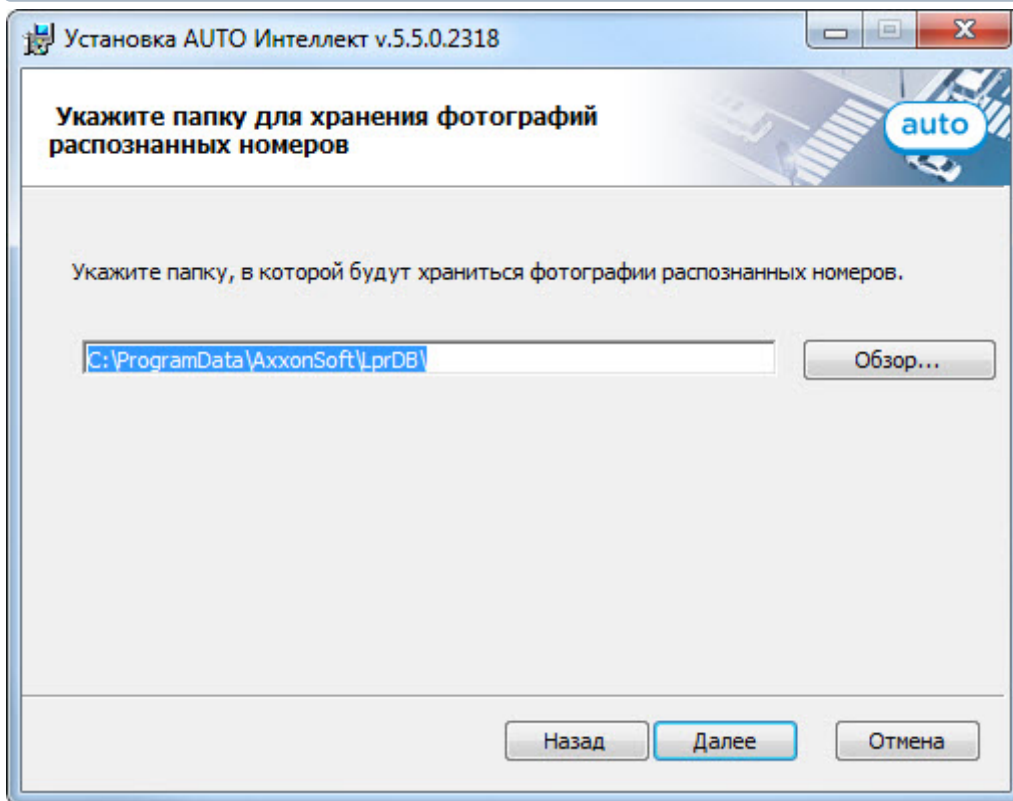 Установка AUTO Интеллект v.5.5.0.2318
Укажите папку для хранения фотографий
распознанных номеров
auto
Укажите папку, в которой будут храниться фотографии распознанных номеров.
C:\ProgramData\AxxonSoft\LprDB\
Обзор...
Назад
Далее
Отмена